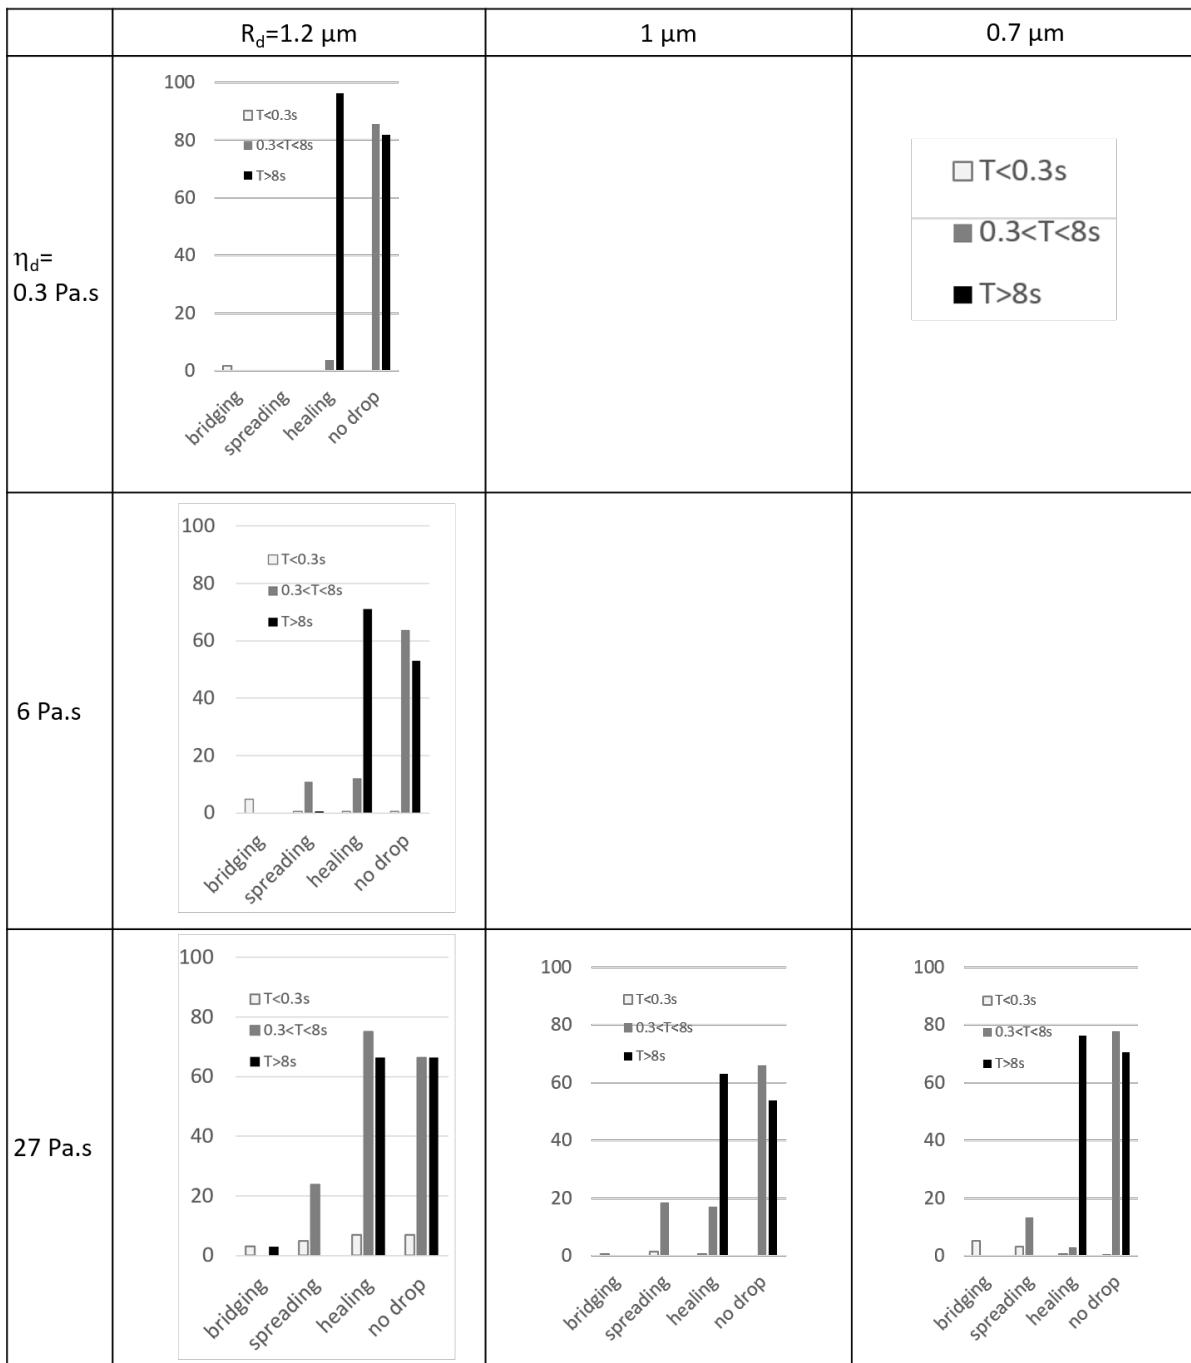 R_d=1.2 µm
1 µm
0.7 µm
η_d=
0.3 Pa.s
100
80
60
40
20
0
T<0.3s
0.3<T<8s
T>8s
bridging
spreading
healing
no drop
T<0.3s
0.3<T<8s
T>8s
6 Pa.s
100
80
60
40
20
0
T<0.3s
0.3<T<8s
T>8s
bridging
spreading
healing
no drop
27 Pa.s
100
80
60
40
20
0
T<0.3s
0.3<T<8s
T>8s
bridging
spreading
healing
no drop
100
80
60
40
20
0
T<0.3s
0.3<T<8s
T>8s
bridging
spreading
healing
no drop
100
80
60
40
20
0
T<0.3s
0.3<T<8s
T>8s
bridging
spreading
healing
no drop